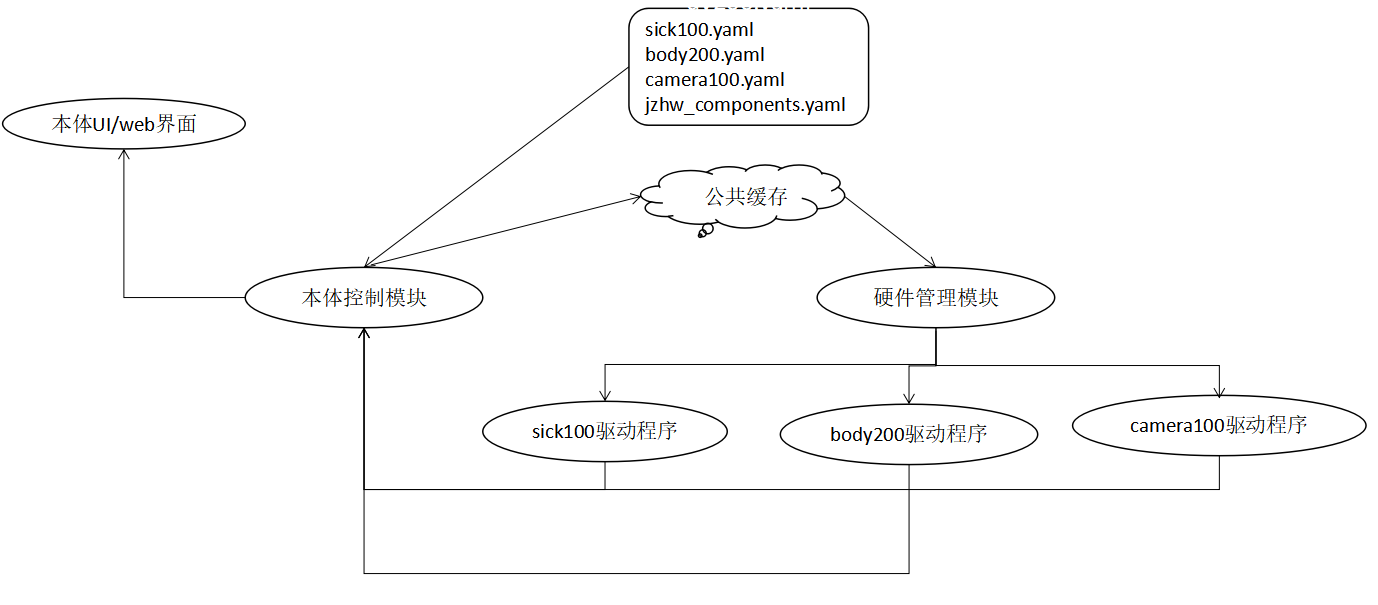 sick100.yaml
body200.yaml
camera100.yaml
jzhw_components.yaml
本体UI/web界面
公共缓存
本体控制模块
硬件管理模块
sick100驱动程序
body200驱动程序
camera100驱动程序